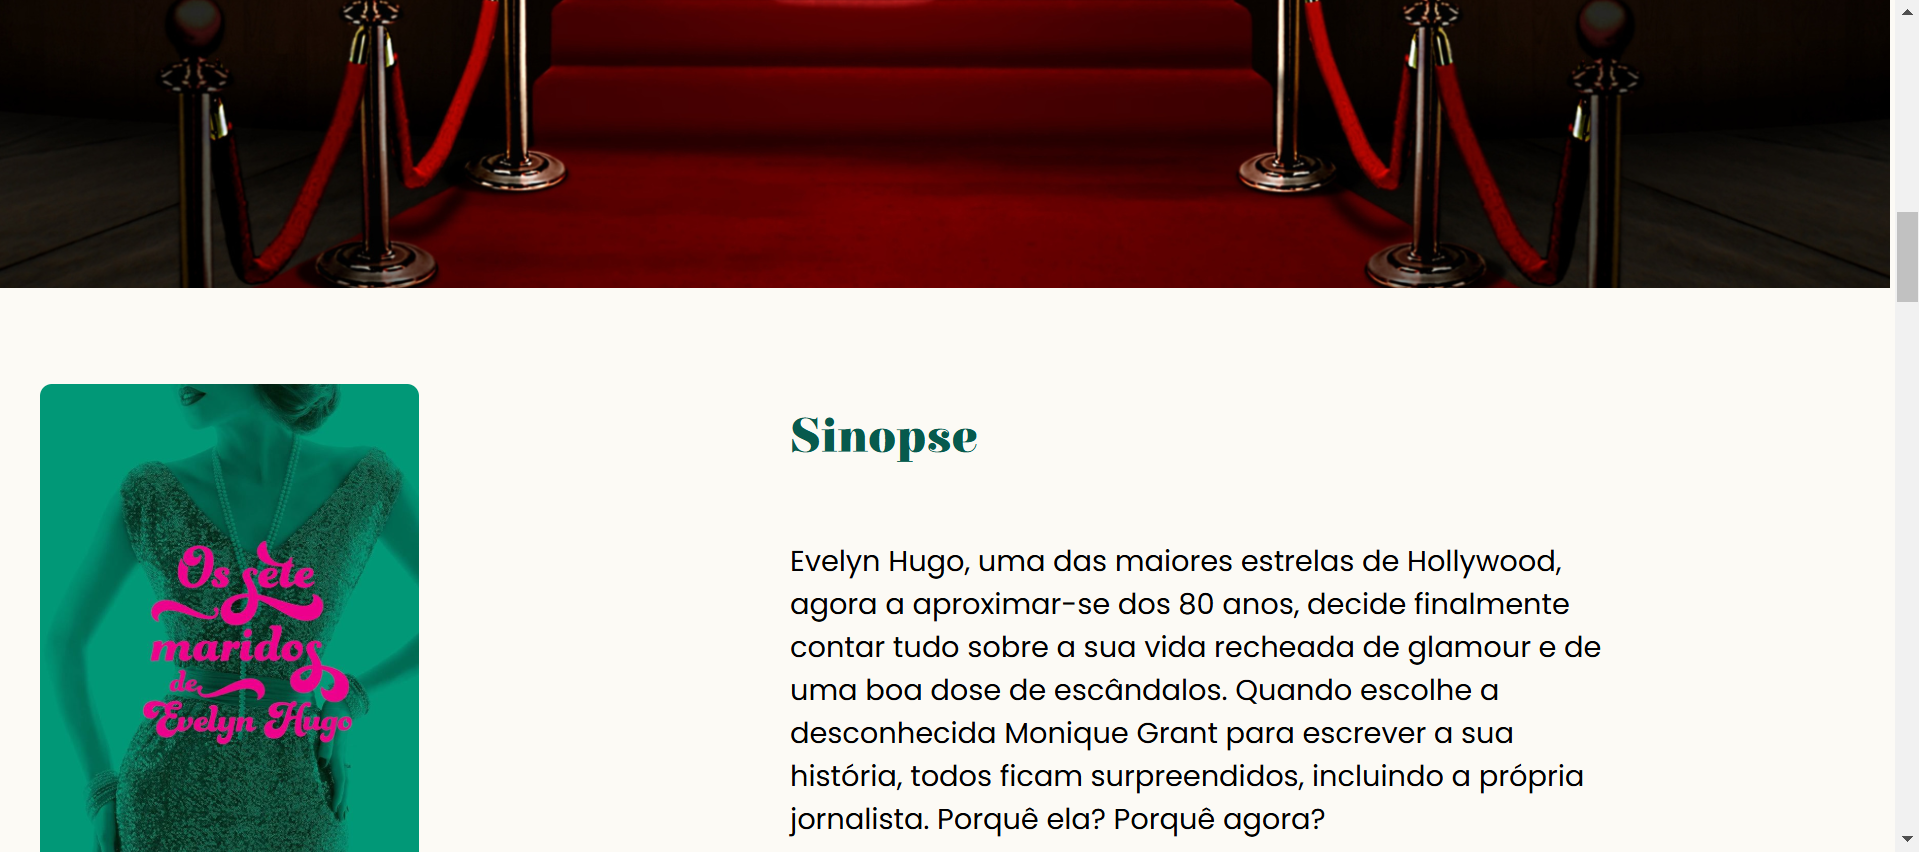 Os sete
maridos
de
Evelyn Hugo
Sinopse
Evelyn Hugo, uma das maiores estrelas de Hollywood,
agora a aproximar-se dos 80 anos, decide finalmente
contar tudo sobre a sua vida recheada de glamour e de
uma boa dose de escândalos. Quando escolhe a
desconhecida Monique Grant para escrever a sua
história, todos ficam surpreendidos, incluindo a própria
jornalista. Porquê ela? Porquê agora?